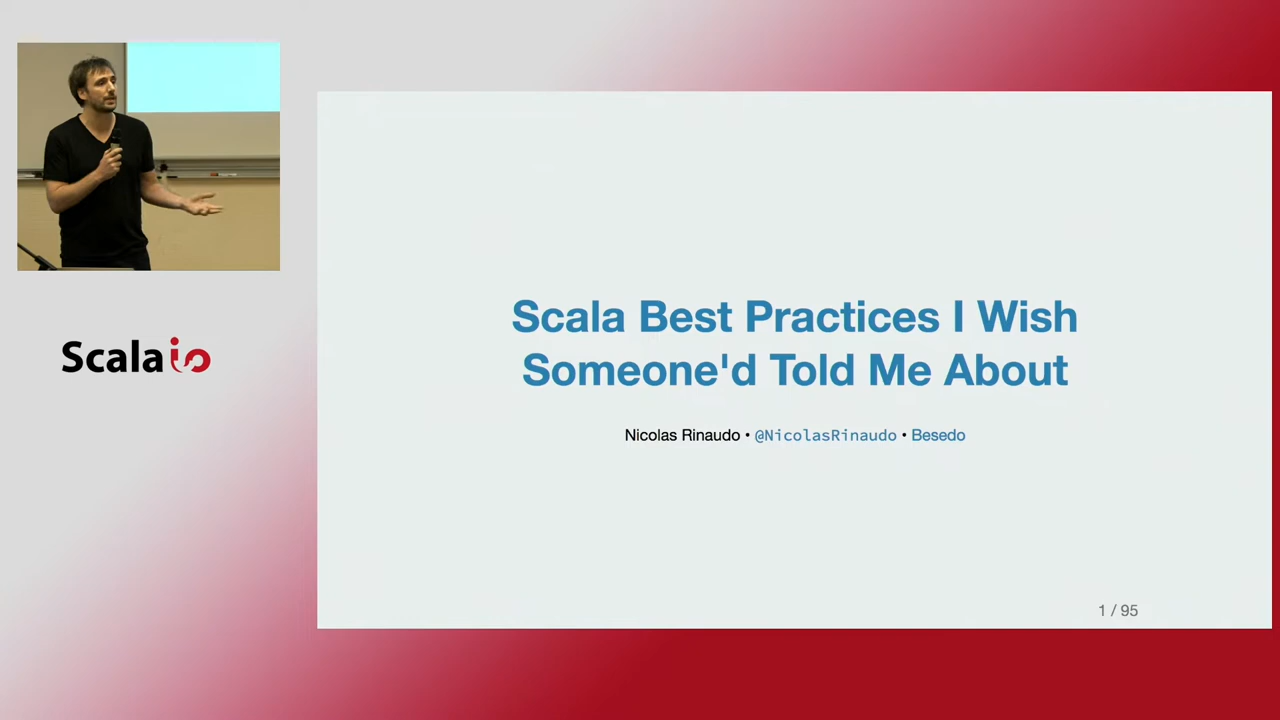 Scala Best Practices I Wish
Someone'd Told Me About
Nicolas Rinaudo • @NicolasRinaudo • Besedo
Scala io
1 / 95